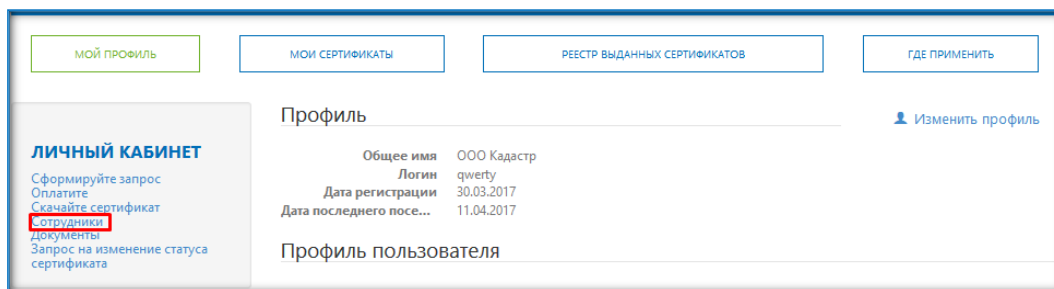 МОЙ ПРОФИЛЬ
МОИ СЕРТИФИКАТЫ
РЕЕСТР ВЫДАННЫХ СЕРТИФИКАТОВ
ГДЕ ПРИМЕНИТЬ
ЛИЧНЫЙ КАБИНЕТ
Сформируйте запрос
Оплатите
Скачайте сертификат
Сотрудники
Документы
Запрос на изменение статуса
сертификата
Профиль
Изменить профиль
Общее имя ООО Кадастр
Логин qwerty
Дата регистрации 30.03.2017
Дата последнего посе... 11.04.2017
Профиль пользователя